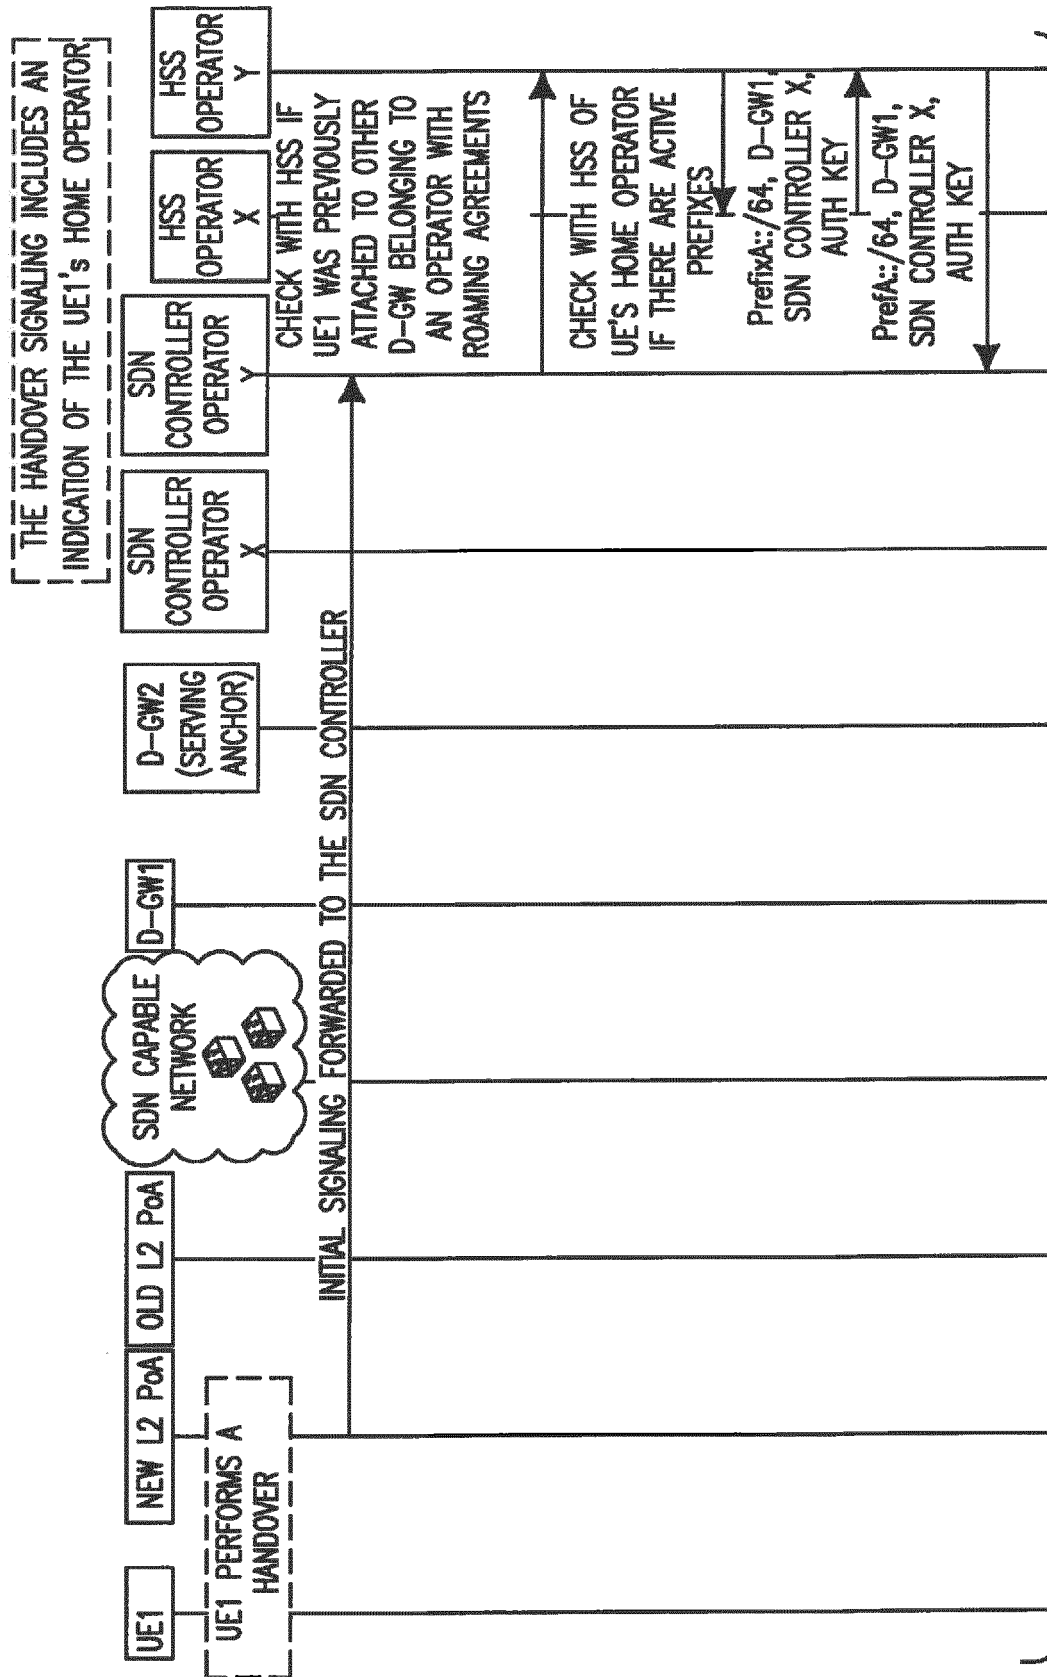 THE HANDOVER SIGNALING INCLUDES AN
INDICATION OF THE UE1's HOME OPERATOR
UE1
NEW L2 PoA
OLD L2 PoA
SDN CAPABLE
NETWORK
D-GW1
D-GW2
(SERVING
ANCHOR)
SDN
CONTROLLER
OPERATOR
X
SDN
CONTROLLER
OPERATOR
Y
HSS
OPERATOR
X
HSS
OPERATOR
Y
UE1 PERFORMS A
HANDOVER
INITIAL SIGNALING FORWARDED TO THE SDN CONTROLLER
CHECK WITH HSS IF
UE1 WAS PREVIOUSLY
ATTACHED TO OTHER
D-GW BELONGING TO
AN OPERATOR WITH
ROAMING AGREEMENTS
CHECK WITH HSS OF
UE'S HOME OPERATOR
IF THERE ARE ACTIVE
PREFIXES
PrefixA::/64, D-GW1,
SDN CONTROLLER X,
AUTH KEY
PrefA::/64, D-GW1,
SDN CONTROLLER X,
AUTH KEY